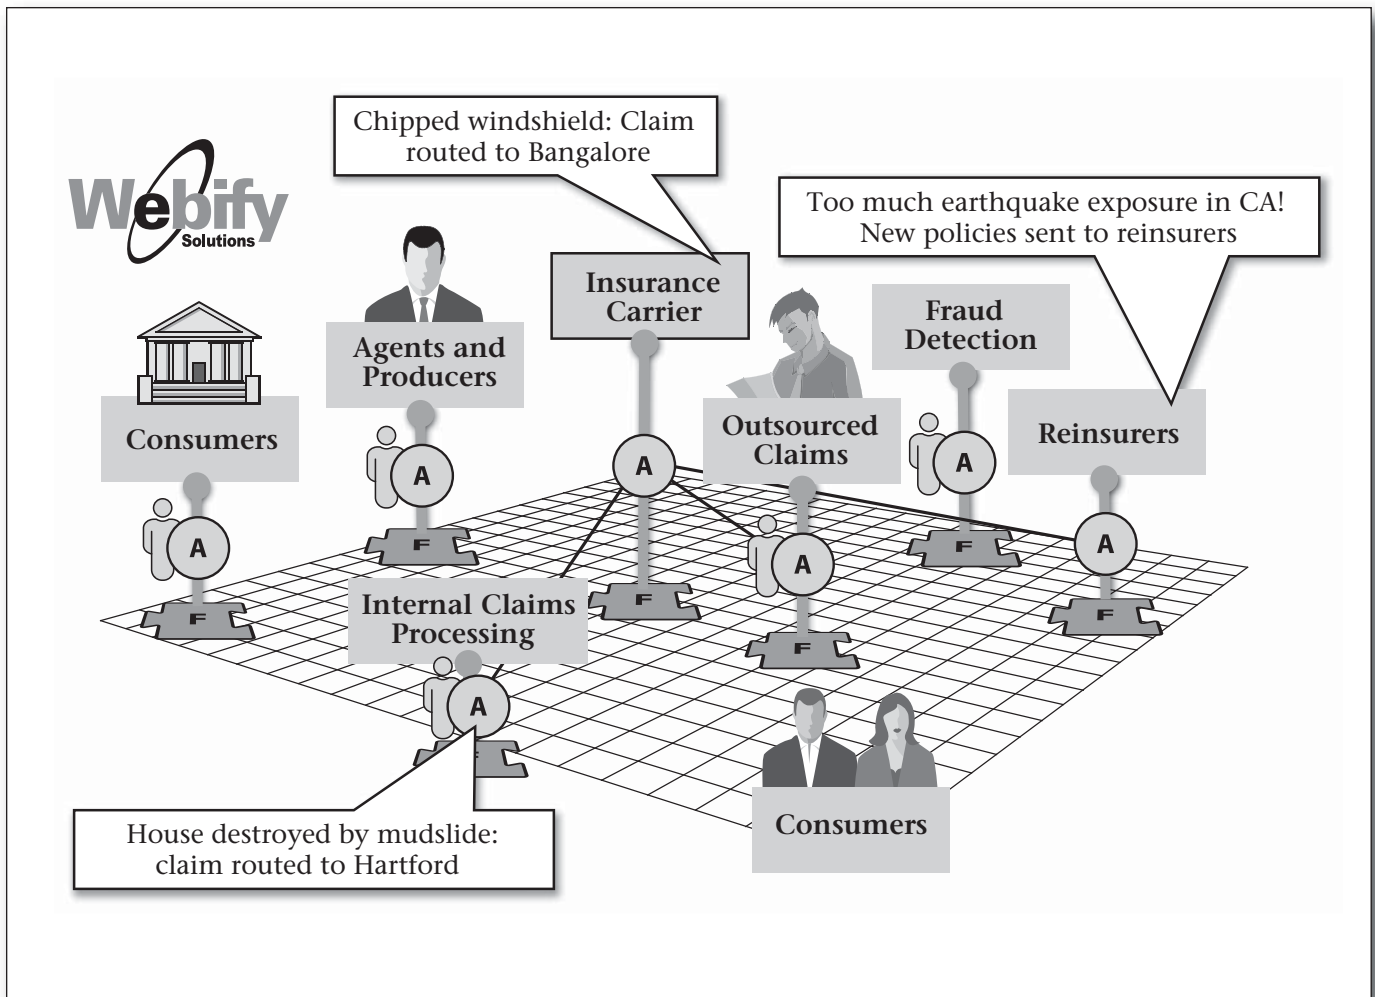 Chipped windshield: Claim
routed to Bangalore
Webify
Solutions
Too much earthquake exposure in CA!
New policies sent to reinsurers
Insurance
Carrier
Fraud
Detection
Agents and
Producers
Consumers
Outsourced
Claims
Reinsurers
A
A
A
A
A
A
F
F
F
F
F
F
Internal Claims
Processing
A
F
House destroyed by mudslide:
claim routed to Hartford
Consumers